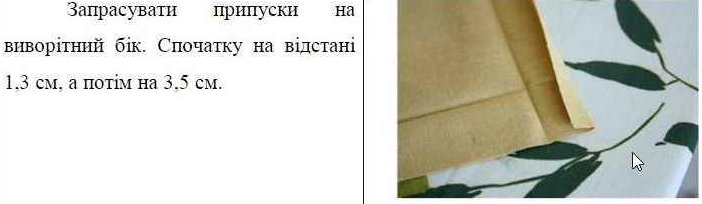 Запрасувати припуски на
виворітний бік. Спочатку на відстані
1,3 см, а потім на 3,5 см.